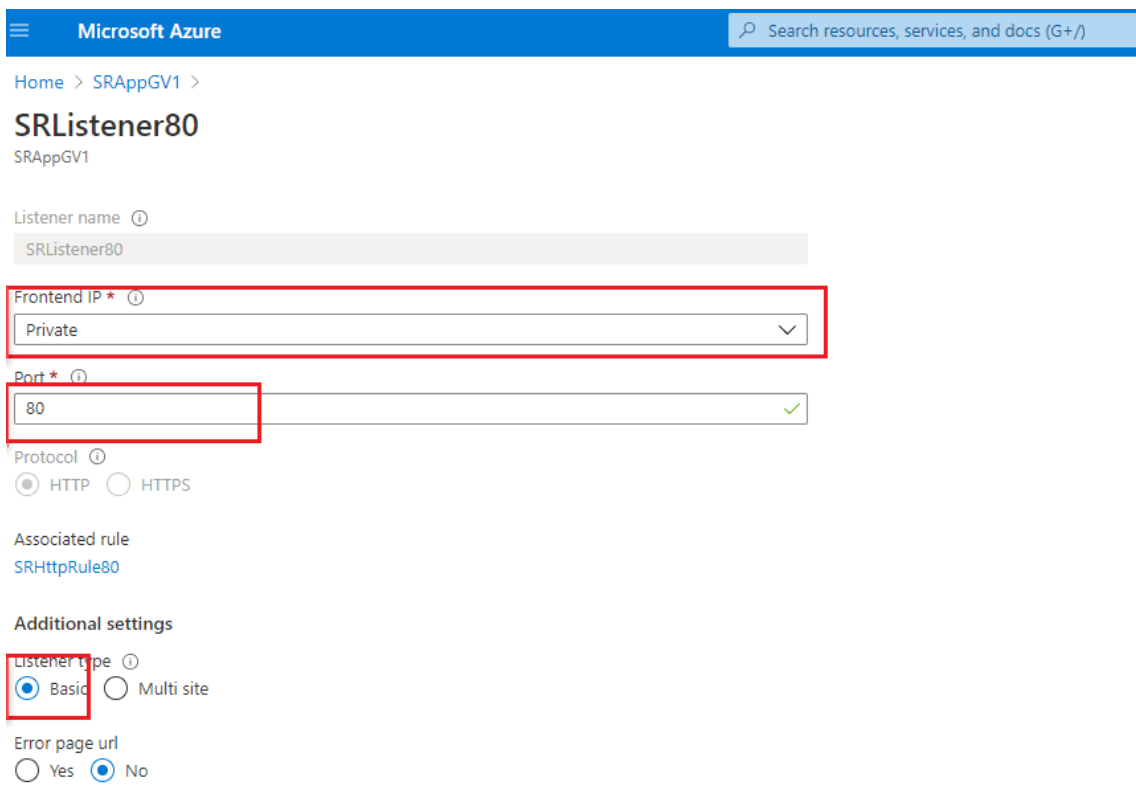 Microsoft Azure
Search resources, services, and docs (G+/)
Home > SRAppGV1 >
SRListener80
SRAppGV1
Listener name
SRListener80
Frontend IP *
Private
Port *
80
Protocol
HTTP HTTPS
Associated rule
SRHttpRule80
Additional settings
Listener type
Basic Multi site
Error page url
Yes No